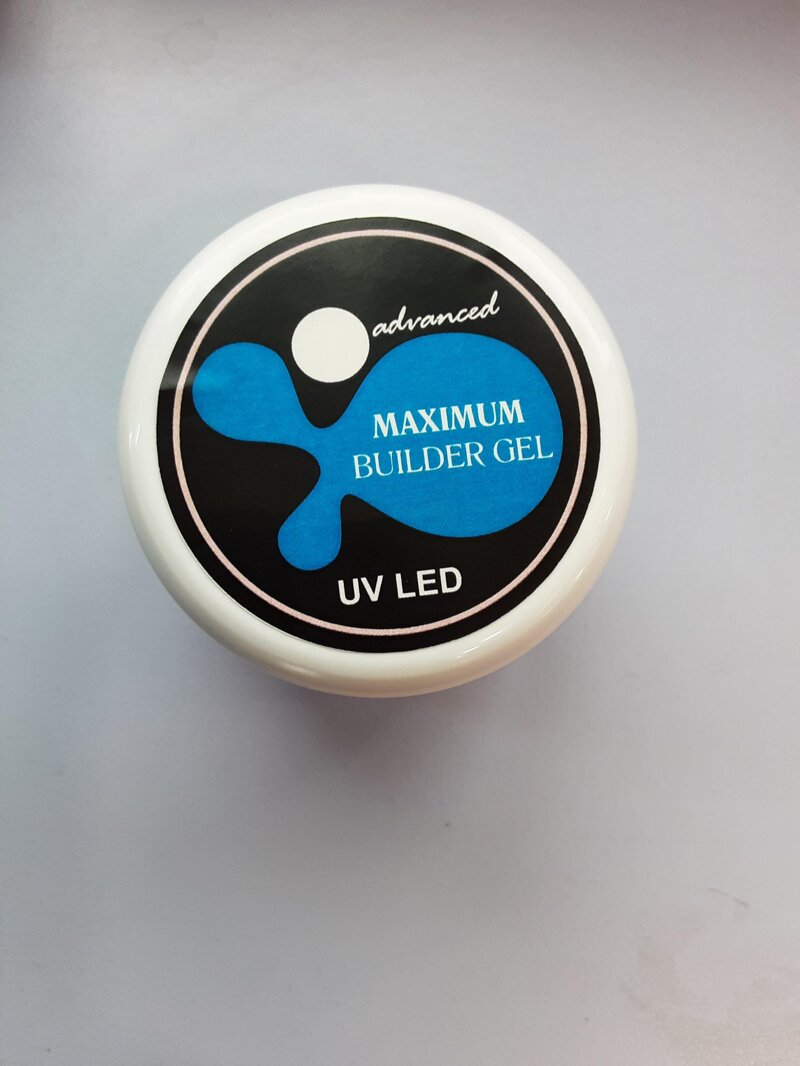 advanced
MAXIMUM
BUILDER GEL
UV LED